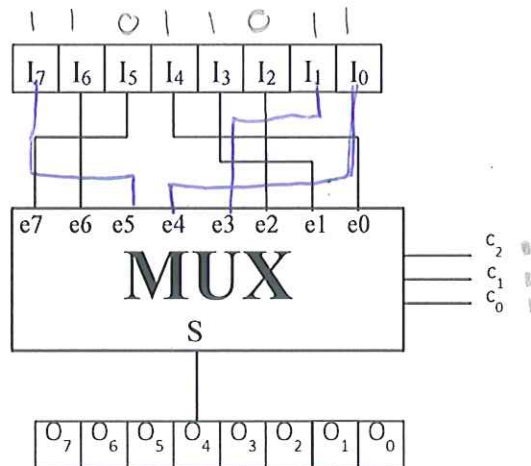 1 1 0 1 1 0 1 1
I7 I6 I5 I4 I3 I2 I1 I0
e7 e6 e5 e4 e3 e2 e1 e0
MUX
C2
C1
C0
S
O7 O6 O5 O4 O3 O2 O1 O0